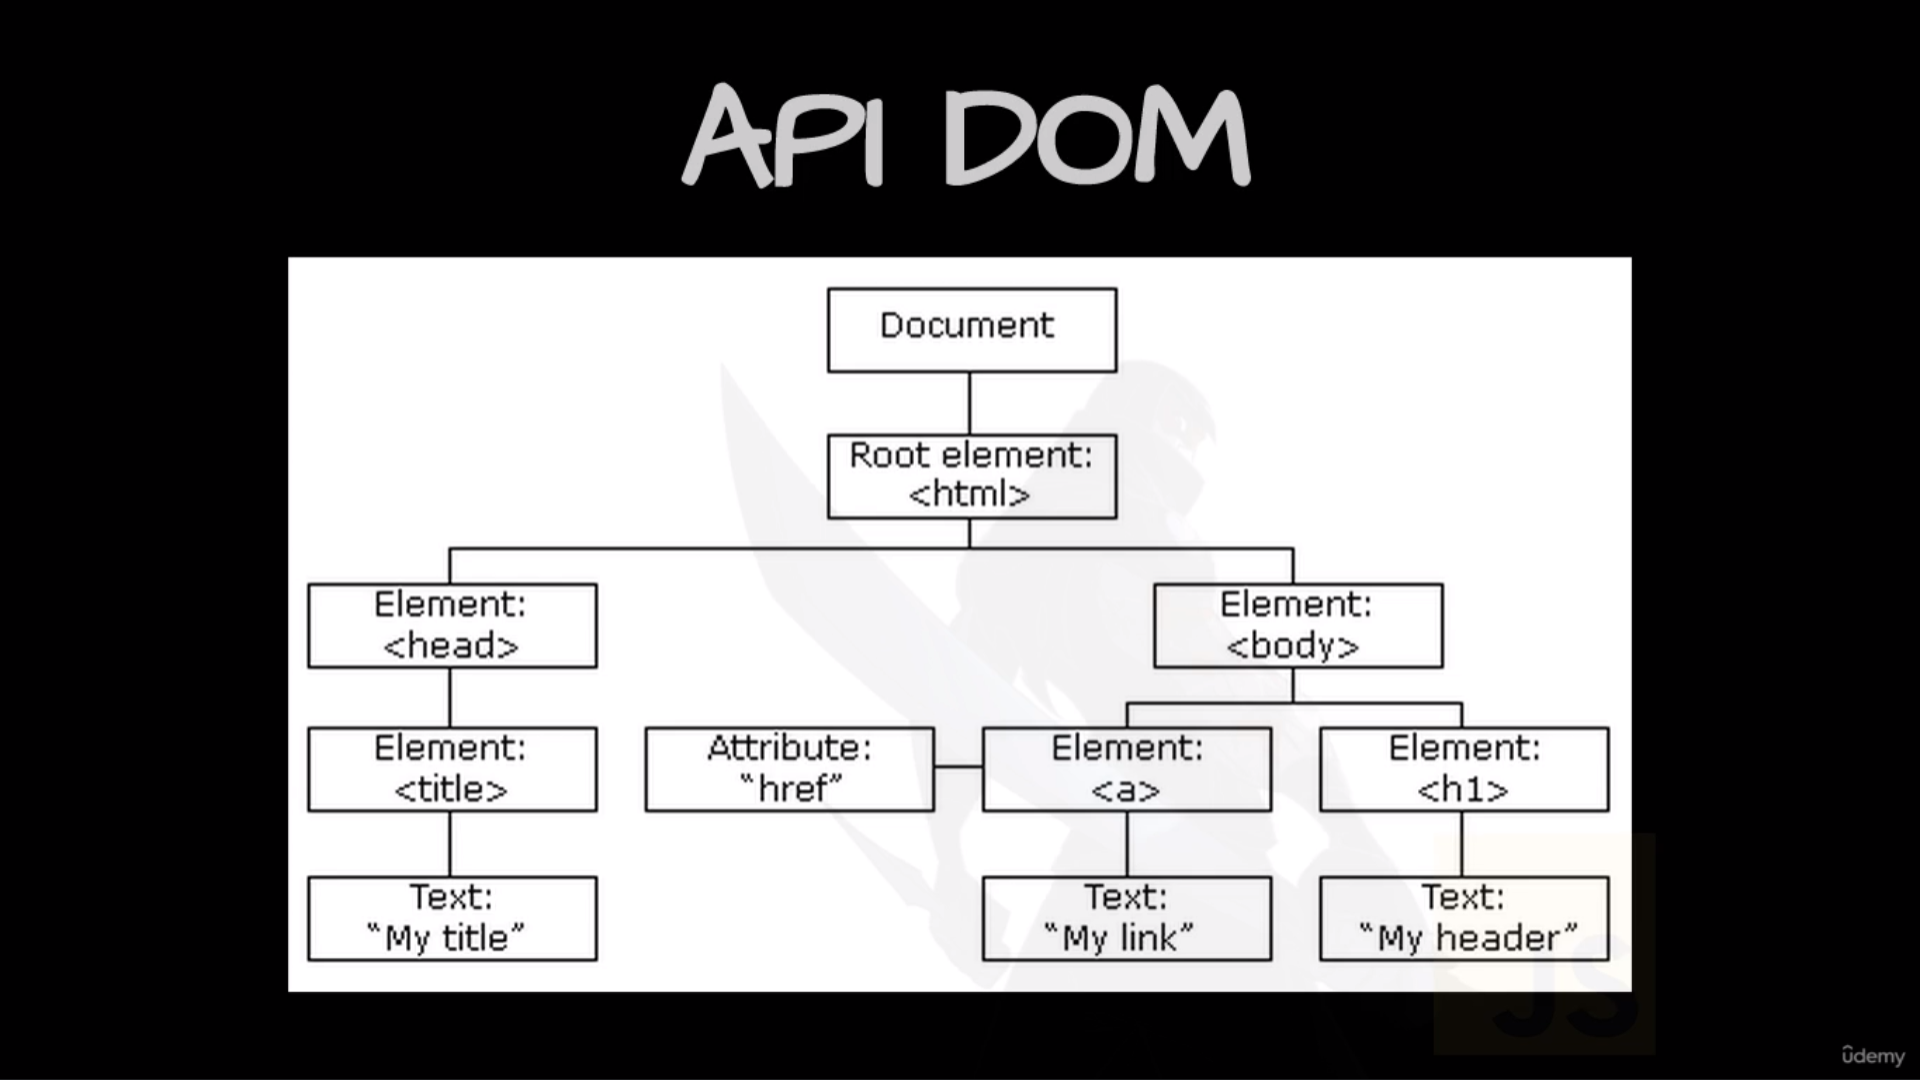 API DOM
Document
Root element:
<html>
Element:
<head>
Element:
<body>
Element:
<title>
Attribute:
“href”
Element:
<a>
Element:
<h1>
Text:
“My title”
Text:
“My link”
Text:
“My header”
JS
ûdemy